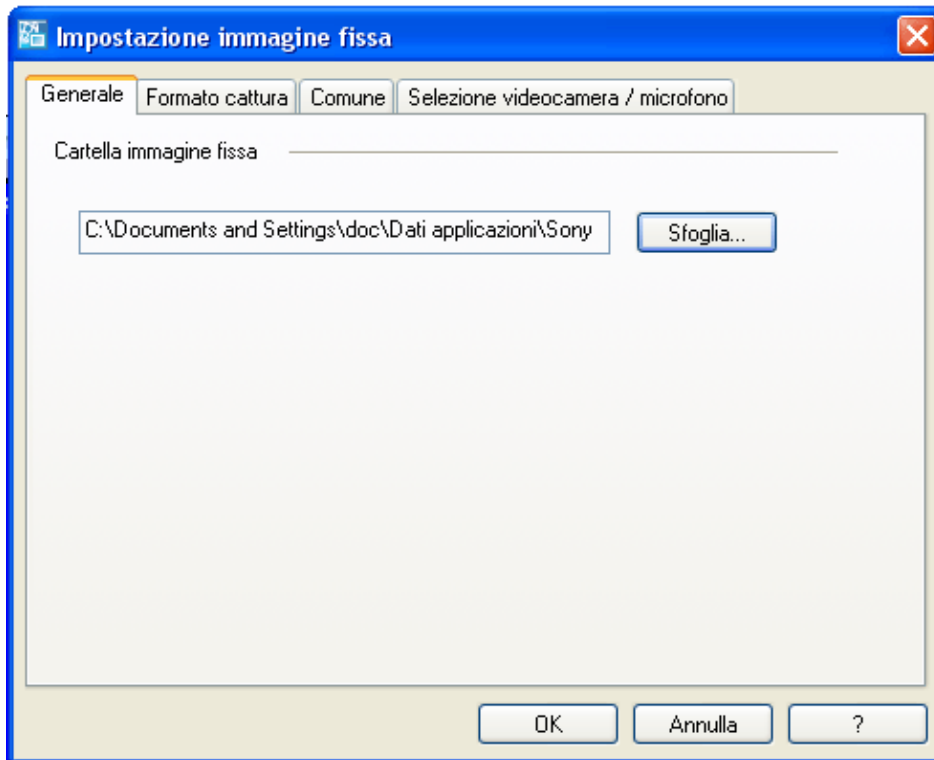 Impostazione immagine fissa
Generale Formato cattura Comune Selezione videocamera / microfono
Cartella immagine fissa
C:\Documents and Settings\doc\Dati applicazioni\Sony Sfoglia...
OK Annulla ?